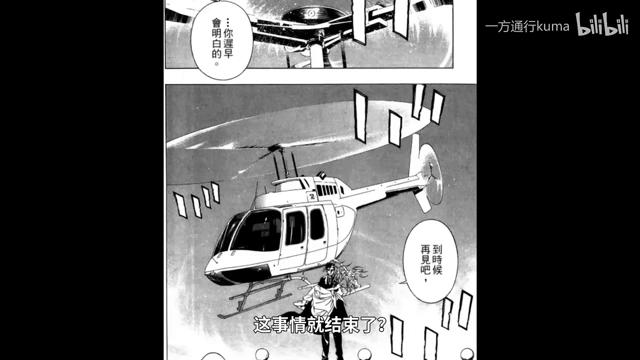 一方通行kuma bilibili
…你遲早
會明白的。
到時候
再見吧，
这事情就结束了？